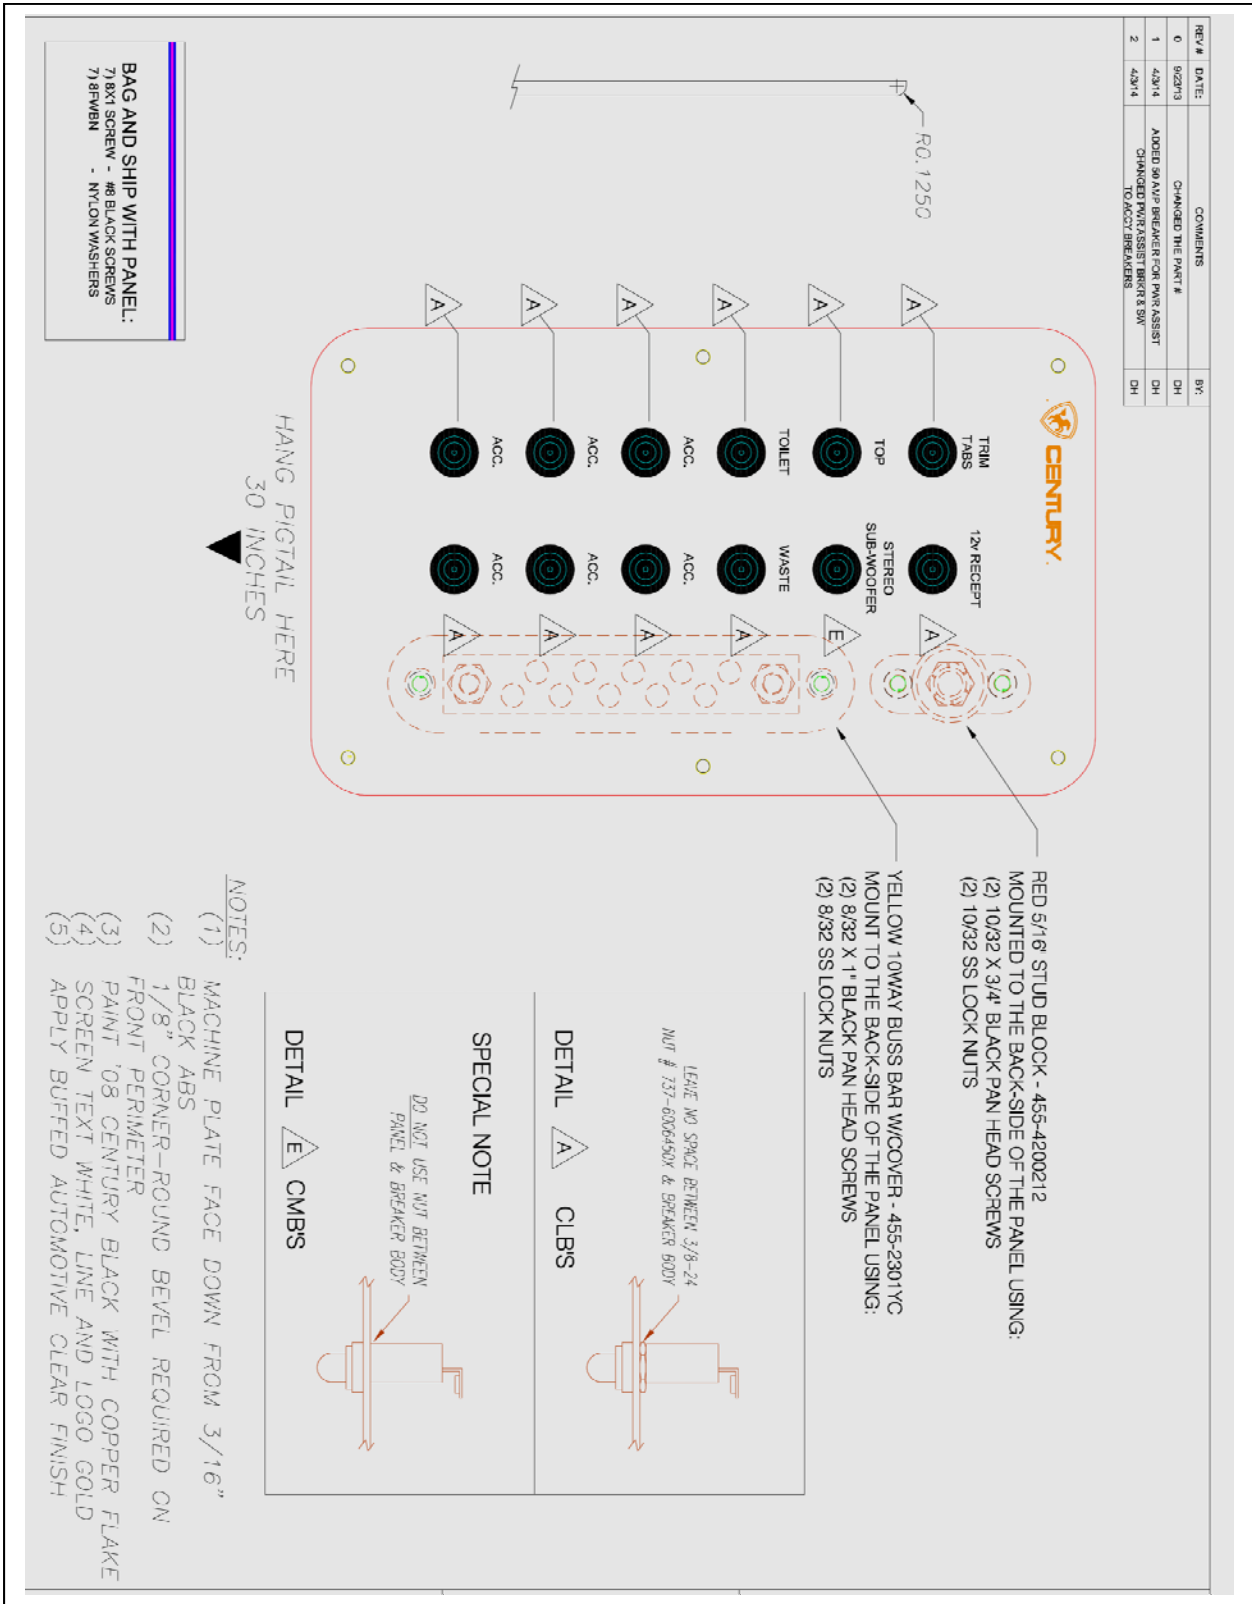 REV # DATE: COMMENTS BY:
0 9/23/13 CHANGED THE PART # DH
1 4/3/14 ADDED 50 AMP BREAKER FOR PWR ASSIST DH
2 4/3/14 CHANGED PWR ASSIST BRKR & SW DH
TO ACCY BREAKERS
R0.1250
CENTURY.
A
A
A
A
A
A
TRIM
TABS
TOP
TOILET
ACC.
ACC.
ACC.
12v RECEPT
STEREO
SUB-WOOFER
WASTE
ACC.
ACC.
ACC.
A
E
A
A
A
A
HANG PIGTAIL HERE
30 INCHES
BAG AND SHIP WITH PANEL:
7) 8X1 SCREW - #8 BLACK SCREWS
7) 8FWBN - NYLON WASHERS
RED 5/16' STUD BLOCK - 455-4200212
MOUNTED TO THE BACK-SIDE OF THE PANEL USING:
(2) 10/32 X 3/4' BLACK PAN HEAD SCREWS
(2) 10/32 SS LOCK NUTS
YELLOW 10WAY BUSS BAR W/COVER - 455-2301YC
MOUNT TO THE BACK-SIDE OF THE PANEL USING:
(2) 8/32 X 1" BLACK PAN HEAD SCREWS
(2) 8/32 SS LOCK NUTS
LEAVE NO SPACE BETWEEN 3/8-24
NUT # 737-6006450X & BREAKER BODY
DETAIL A CLB'S
SPECIAL NOTE
DO NOT USE NUT BETWEEN
PANEL & BREAKER BODY
DETAIL E CMB'S
NOTES:
(1) MACHINE PLATE FACE DOWN FROM 3/16"
BLACK ABS
(2) 1/8" CORNER-ROUND BEVEL REQUIRED ON
FRONT PERIMETER
(3) PAINT '08 CENTURY BLACK WITH COPPER FLAKE
(4) SCREEN TEXT WHITE, LINE AND LOGO GOLD
(5) APPLY BUFFED AUTOMOTIVE CLEAR FINISH